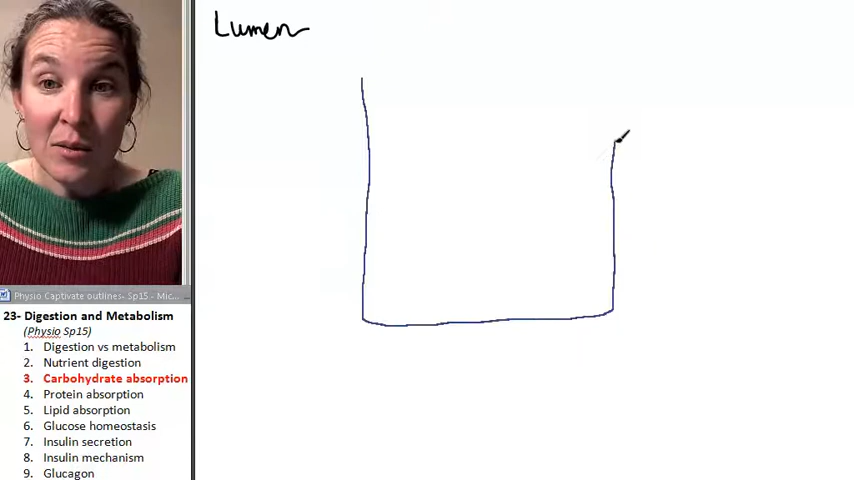 Lumen
Physio Captivate outlines- Sp15 - Mic...
23- Digestion and Metabolism
(Physio Sp15)
1. Digestion vs metabolism
2. Nutrient digestion
3. Carbohydrate absorption
4. Protein absorption
5. Lipid absorption
6. Glucose homeostasis
7. Insulin secretion
8. Insulin mechanism
9. Glucagon